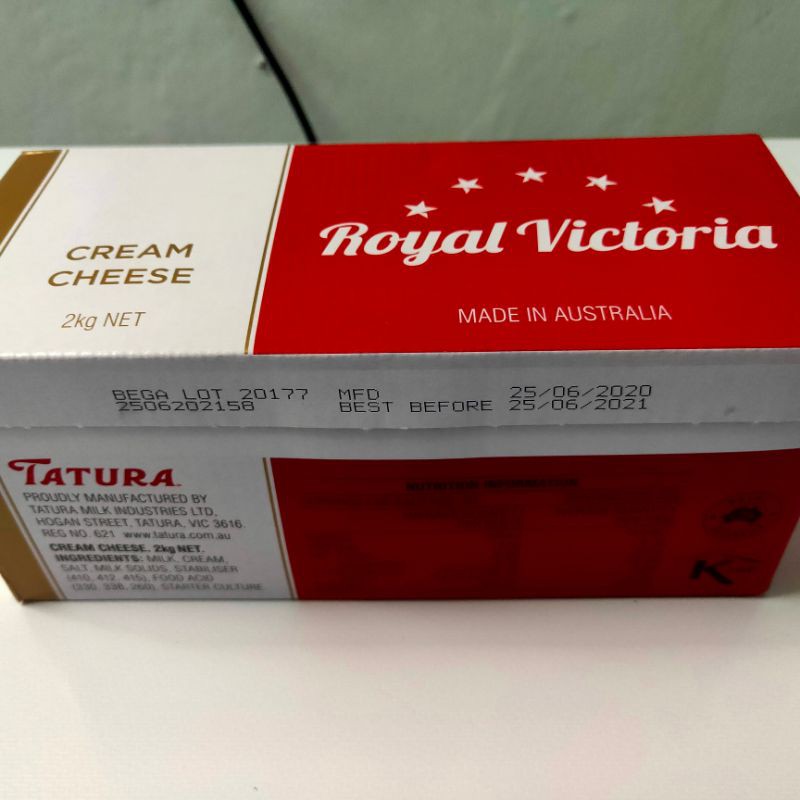 CREAM
CHEESE
2kg NET
Royal Victoria
MADE IN AUSTRALIA
BEGA LOT 20177 MFD 25/06/2020
2506202158 BEST BEFORE 25/06/2021
TATURA
PROUDLY MANUFACTURED BY
TATURA MILK INDUSTRIES LTD,
HOGAN STREET, TATURA, VIC 3616.
REG NO. 621 www.tatura.com.au
CREAM CHEESE. 2kg NET.
INGREDIENTS: MILK, CREAM,
SALT, MILK SOLIDS, STABILISER
(410, 412, 415), FOOD ACID
(330, 338, 260), STARTER CULTURE
NUTRITION INFORMATION
K